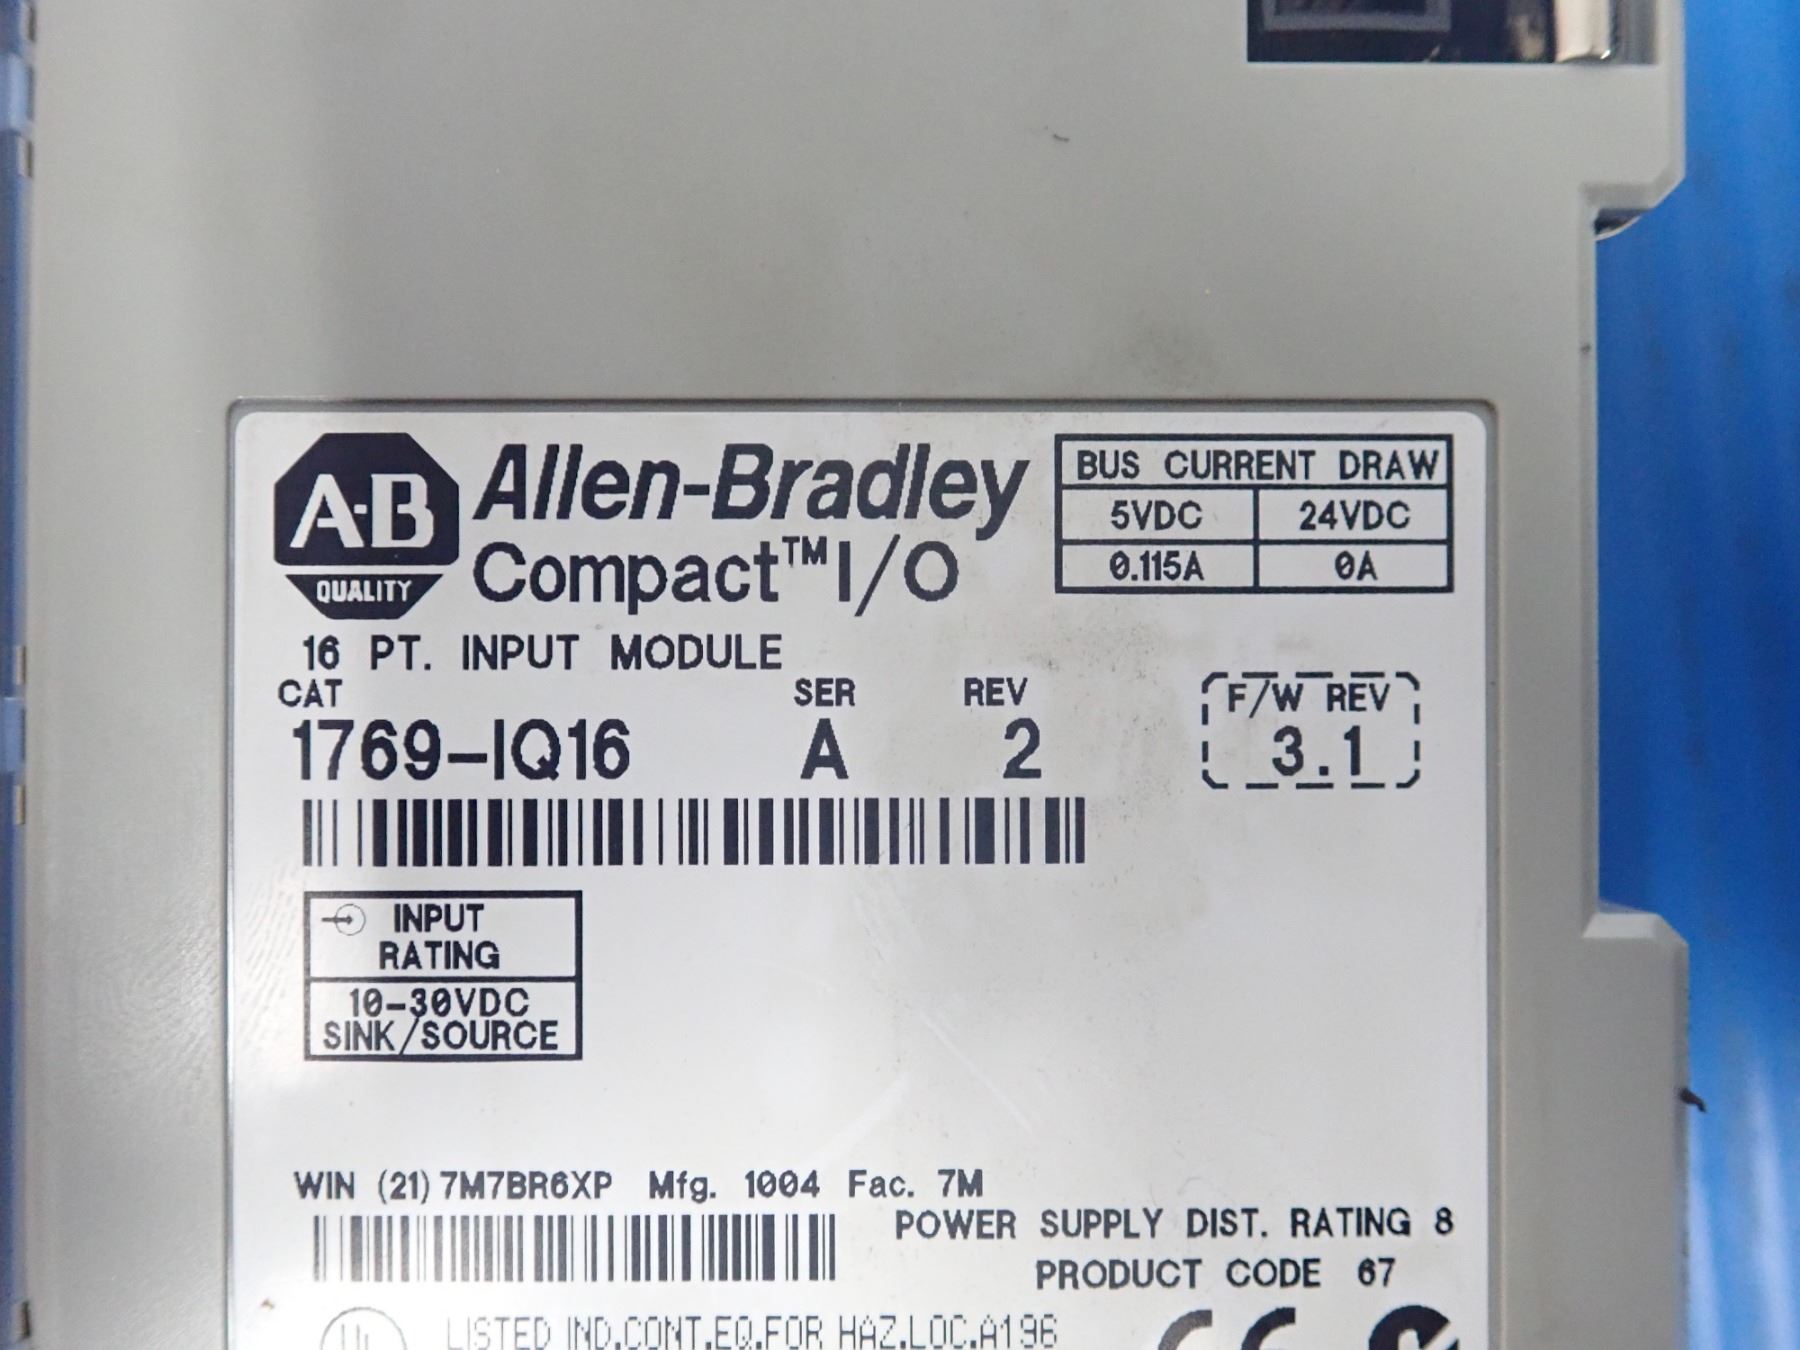 A-B
QUALITY
Allen-Bradley
Compact™ I/O
BUS CURRENT DRAW
5VDC 24VDC
0.115A 0A
16 PT. INPUT MODULE
CAT SER REV F/W REV
1769-IQ16 A 2 3.1
INPUT
RATING
10-30VDC
SINK/SOURCE
WIN (21) 7M7BR6XP Mfg. 1004 Fac. 7M
POWER SUPPLY DIST. RATING 8
PRODUCT CODE 67
UL LISTED IND.CONT.EQ.FOR HAZ.LOC.A196
CE